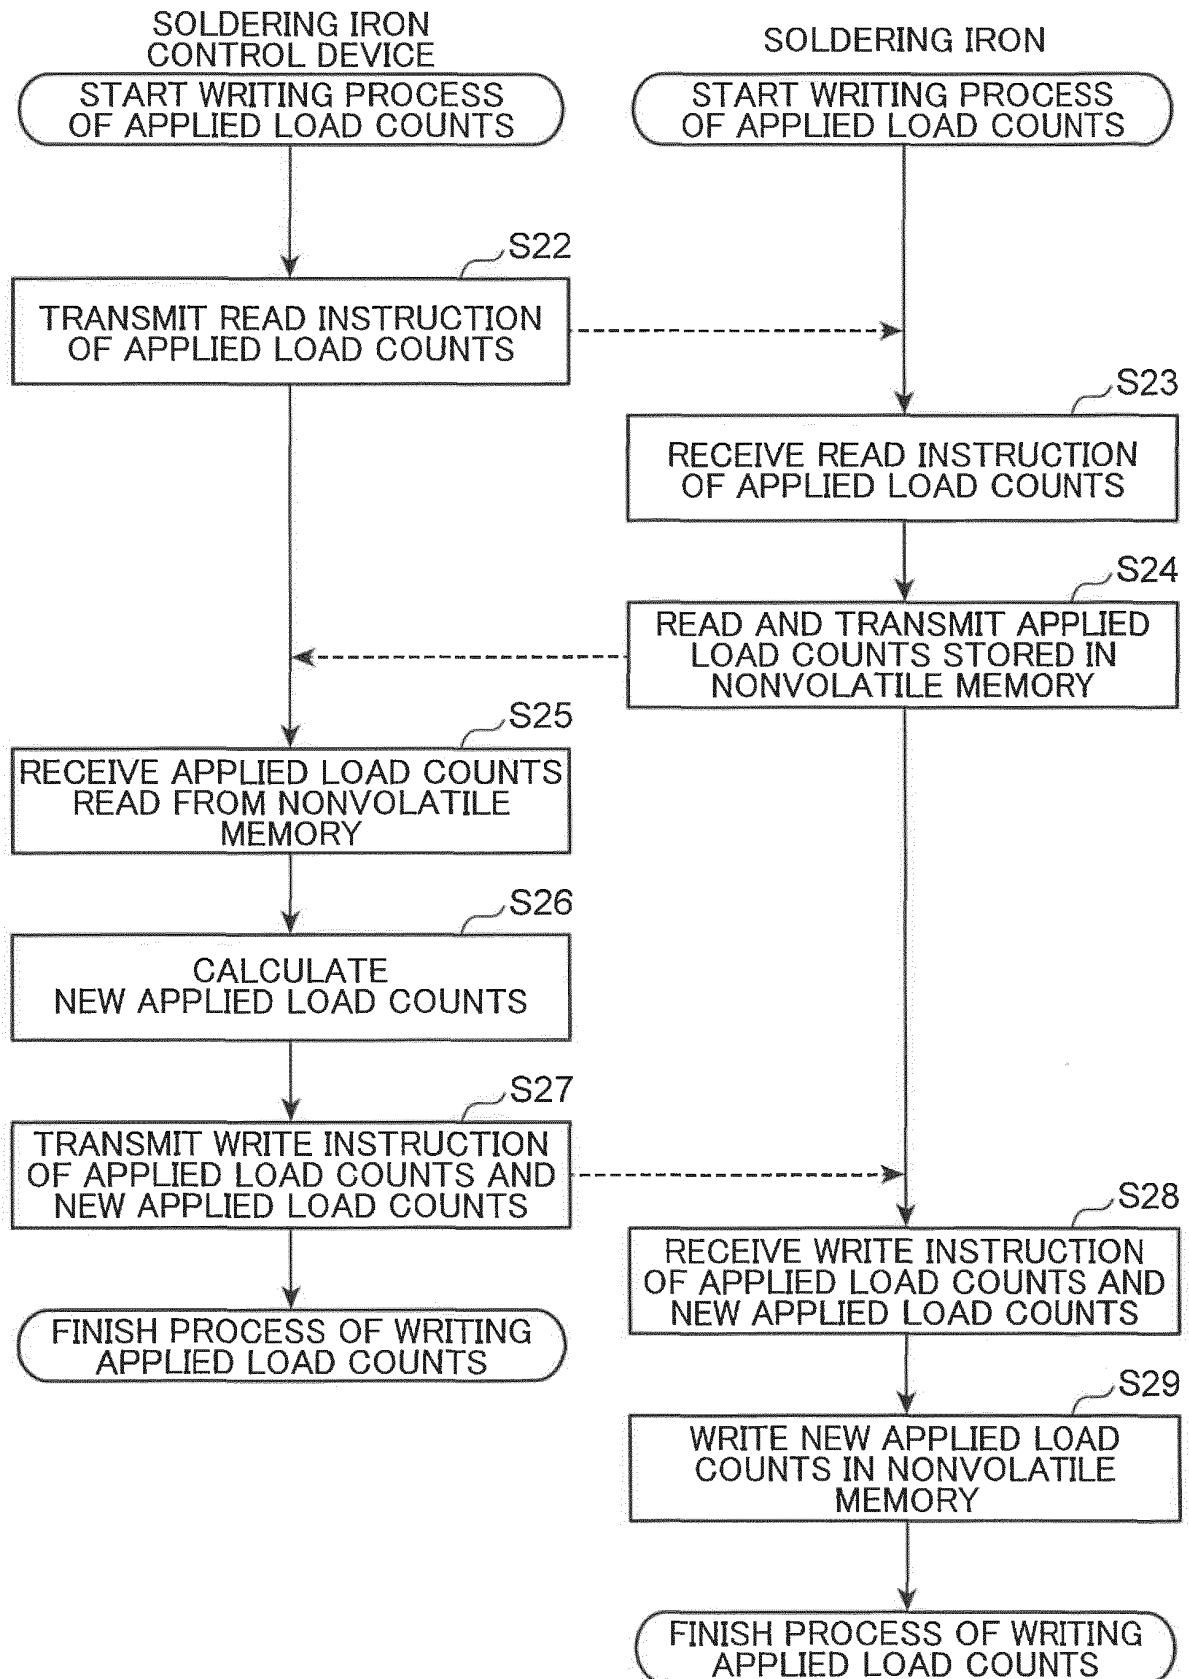 SOLDERING IRON
CONTROL DEVICE
SOLDERING IRON
START WRITING PROCESS
OF APPLIED LOAD COUNTS
START WRITING PROCESS
OF APPLIED LOAD COUNTS
S22
TRANSMIT READ INSTRUCTION
OF APPLIED LOAD COUNTS
S23
RECEIVE READ INSTRUCTION
OF APPLIED LOAD COUNTS
S24
READ AND TRANSMIT APPLIED
LOAD COUNTS STORED IN
NONVOLATILE MEMORY
S25
RECEIVE APPLIED LOAD COUNTS
READ FROM NONVOLATILE
MEMORY
S26
CALCULATE
NEW APPLIED LOAD COUNTS
S27
TRANSMIT WRITE INSTRUCTION
OF APPLIED LOAD COUNTS AND
NEW APPLIED LOAD COUNTS
S28
RECEIVE WRITE INSTRUCTION
OF APPLIED LOAD COUNTS AND
NEW APPLIED LOAD COUNTS
FINISH PROCESS OF WRITING
APPLIED LOAD COUNTS
S29
WRITE NEW APPLIED LOAD
COUNTS IN NONVOLATILE
MEMORY
FINISH PROCESS OF WRITING
APPLIED LOAD COUNTS